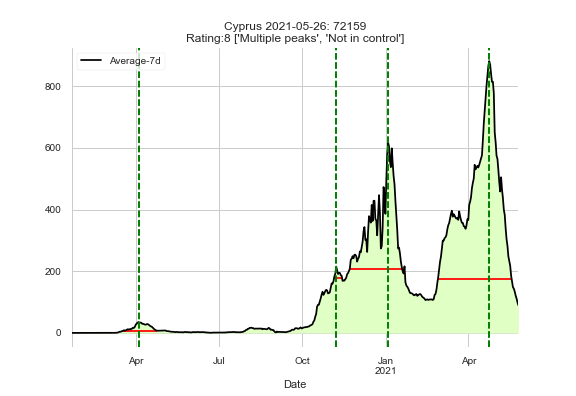 Cyprus 2021-05-26: 72159
Rating:8 ['Multiple peaks', 'Not in control']
Average-7d
800
600
400
200
0
Apr
Jul
Oct
Jan
2021
Apr
Date